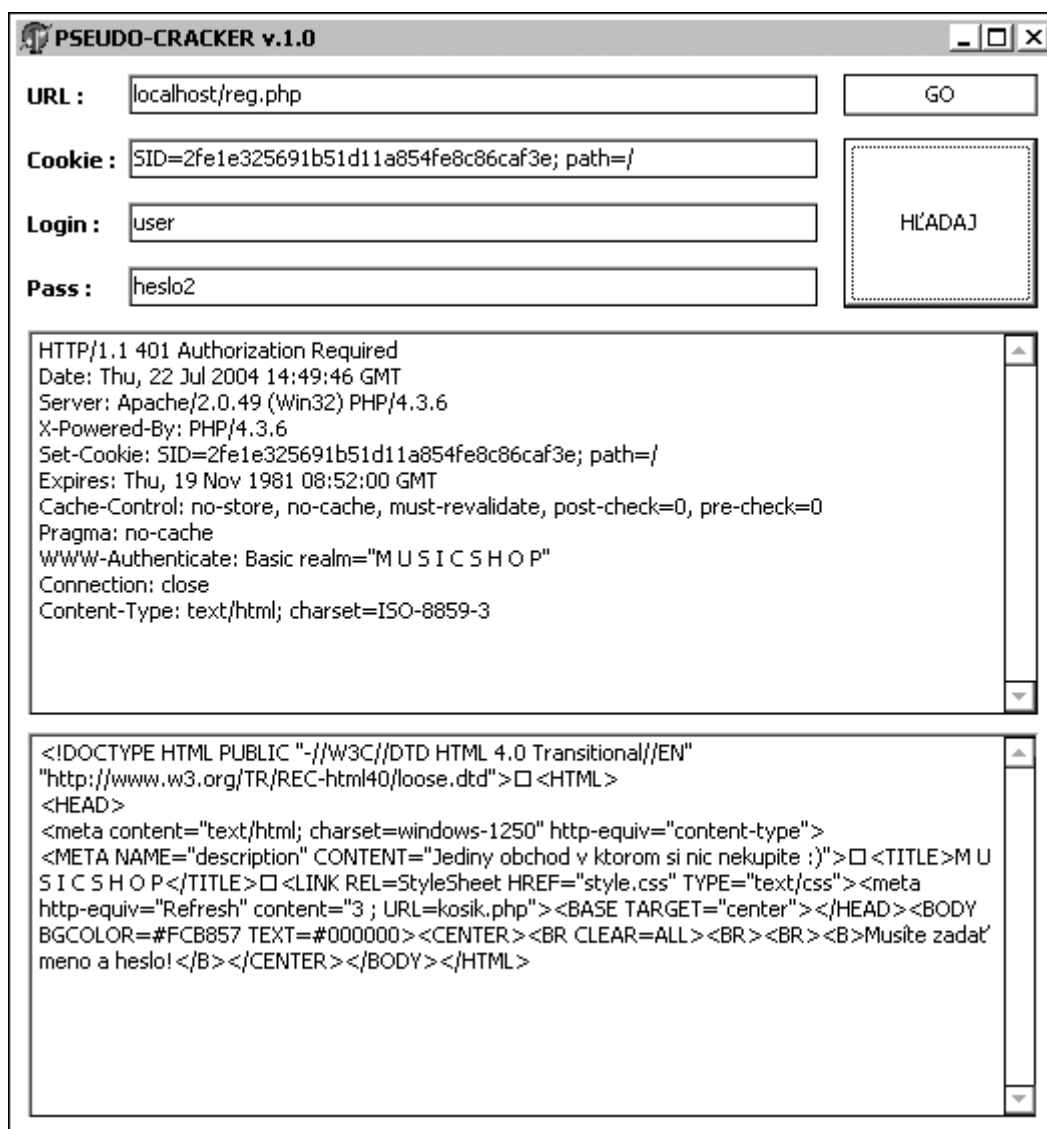 PSEUDO-CRACKER v.1.0
URL : localhost/reg.php GO
Cookie : SID=2fe1e325691b51d11a854fe8c86caf3e; path=/
Login : user HĽADAJ
Pass : heslo2
HTTP/1.1 401 Authorization Required
Date: Thu, 22 Jul 2004 14:49:46 GMT
Server: Apache/2.0.49 (Win32) PHP/4.3.6
X-Powered-By: PHP/4.3.6
Set-Cookie: SID=2fe1e325691b51d11a854fe8c86caf3e; path=/
Expires: Thu, 19 Nov 1981 08:52:00 GMT
Cache-Control: no-store, no-cache, must-revalidate, post-check=0, pre-check=0
Pragma: no-cache
WWW-Authenticate: Basic realm="M U S I C S H O P"
Connection: close
Content-Type: text/html; charset=ISO-8859-3
<!DOCTYPE HTML PUBLIC "-//W3C//DTD HTML 4.0 Transitional//EN"
"http://www.w3.org/TR/REC-html40/loose.dtd">□<HTML>
<HEAD>
<meta content="text/html; charset=windows-1250" http-equiv="content-type">
<META NAME="description" CONTENT="Jediny obchod v ktorom si nic nekupite :)">□<TITLE>M U
S I C S H O P</TITLE>□<LINK REL=StyleSheet HREF="style.css" TYPE="text/css"><meta
http-equiv="Refresh" content="3 ; URL=kosik.php"><BASE TARGET="center"></HEAD><BODY
BGCOLOR=#FCB857 TEXT=#000000><CENTER><BR CLEAR=ALL><BR><BR><B>Musíte zadať
meno a heslo!</B></CENTER></BODY></HTML>